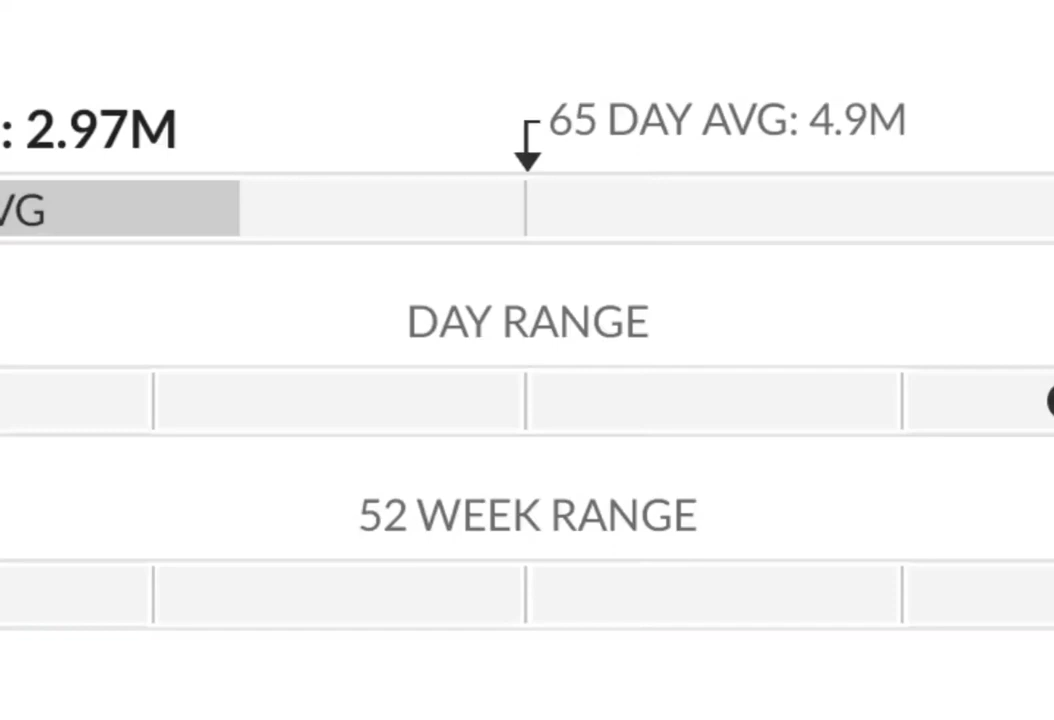 : 2.97M
65 DAY AVG: 4.9M
VG
DAY RANGE
52 WEEK RANGE